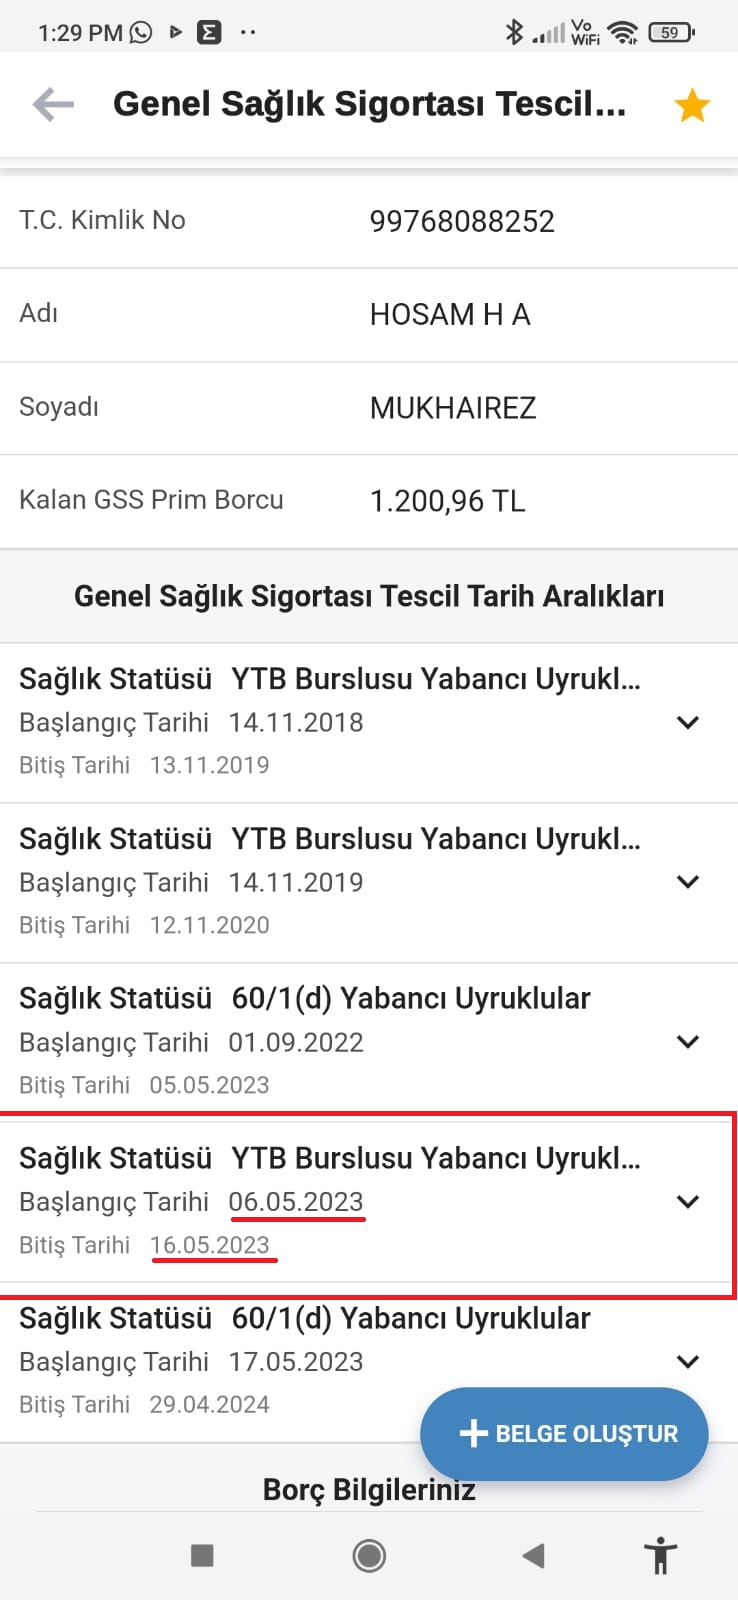 1:29 PM
Vo WiFi
59
Genel Sağlık Sigortası Tescil...
T.C. Kimlik No 99768088252
Adı HOSAM H A
Soyadı MUKHAIREZ
Kalan GSS Prim Borcu 1.200,96 TL
Genel Sağlık Sigortası Tescil Tarih Aralıkları
Sağlık Statüsü YTB Burslusu Yabancı Uyrukl...
Başlangıç Tarihi 14.11.2018
Bitiş Tarihi 13.11.2019
Sağlık Statüsü YTB Burslusu Yabancı Uyrukl...
Başlangıç Tarihi 14.11.2019
Bitiş Tarihi 12.11.2020
Sağlık Statüsü 60/1(d) Yabancı Uyruklular
Başlangıç Tarihi 01.09.2022
Bitiş Tarihi 05.05.2023
Sağlık Statüsü YTB Burslusu Yabancı Uyrukl...
Başlangıç Tarihi 06.05.2023
Bitiş Tarihi 16.05.2023
Sağlık Statüsü 60/1(d) Yabancı Uyruklular
Başlangıç Tarihi 17.05.2023
Bitiş Tarihi 29.04.2024
+ BELGE OLUŞTUR
Borç Bilgileriniz